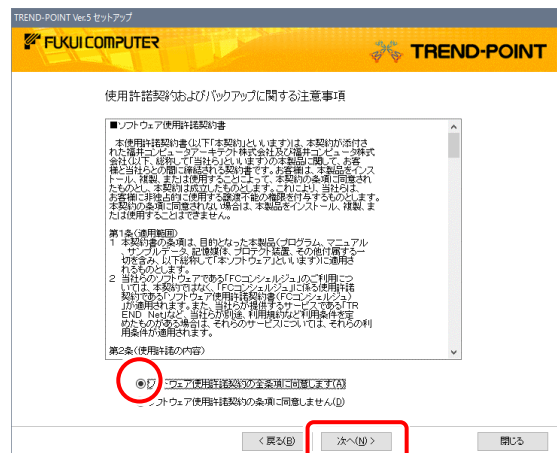 TREND-POINT Ver.5 セットアップ
FUKUI COMPUTER
TREND-POINT
使用許諾契約およびバックアップに関する注意事項
■ソフトウェア使用許諾契約書
本使用許諾契約書(以下「本契約」といいます)は、本契約が添付さ
れた福井コンピュータアーキテクト株式会社及び福井コンピュータ株式
会社(以下、総称して「当社ら」といいます)の本製品に関して、お客
様と当社らとの間に締結される契約書です。お客様は、本製品をインス
トール、複製、または使用することによって、本契約の条項に同意され
たものとし、本契約は成立したものとします。これにより、当社らは、
お客様に非独占的に使用する譲渡不能の権限を付与するものとします。
本契約の条項に同意されない場合は、本製品をインストール、複製、ま
たは使用することはできません。
第1条(適用範囲)
1 本契約書の条項は、目的となった本製品(プログラム、マニュアル
、サンプルデータ、記憶媒体、プロテクト装置、その他付属する一
切を含み、以下総称して「本ソフトウェア」といいます)に適用さ
れるものとします。
2 当社らのソフトウェアである「FCコンシェルジュ」のご利用につ
いては、本契約ではなく、「FCコンシェルジュ」に係る使用許諾
契約である「ソフトウェア使用許諾契約書(FCコンシェルジュ)
」が適用されます。また、当社らが提供するサービスである「TR
END Net」など、当社らが別途、利用規約など利用条件を定
めたものがある場合は、それらのサービスについては、それらの利
用条件が適用されます。
第2条(使用許諾の内容)
ウェア使用許諾契約の全条項に同意します(A)
フトウェア使用許諾契約の条項に同意しません(D)
< 戻る(B) 次へ(N) > 閉じる